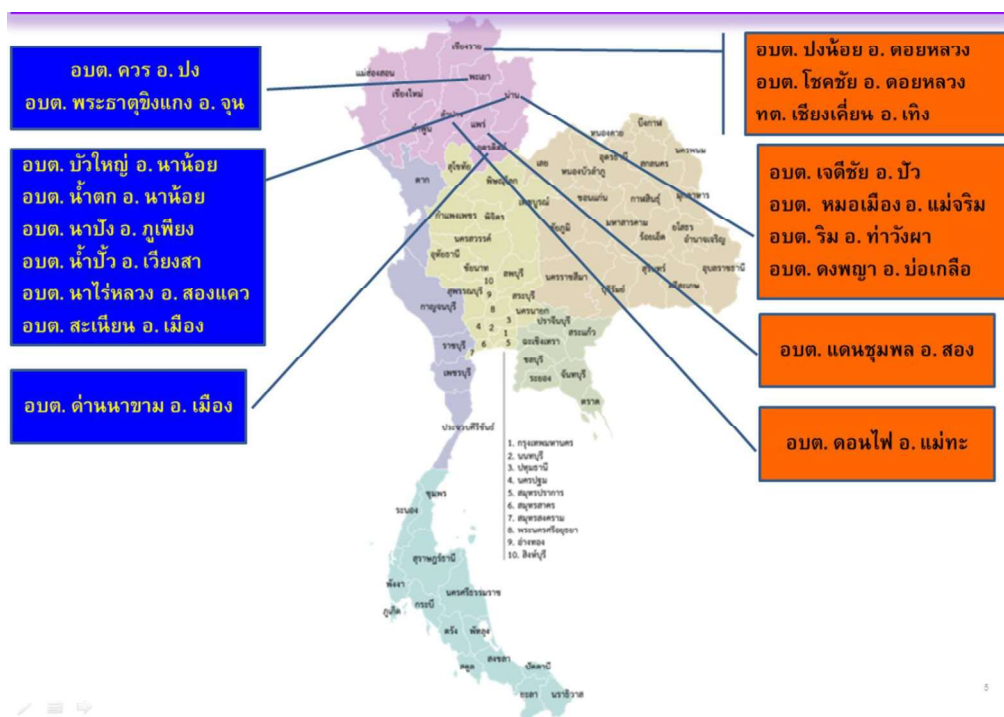 อบต. ควร อ. ปง
อบต. พระธาตุขิงแกง อ. จุน
อบต. บัวใหญ่ อ. นาน้อย
อบต. น้ำตก อ. นาน้อย
อบต. นาปัง อ. ภูเพียง
อบต. น้ำปั้ว อ. เวียงสา
อบต. นาไร่หลวง อ. สองแคว
อบต. สะเนียน อ. เมือง
อบต. ด่านนาขาม อ. เมือง
อบต. ปงน้อย อ. ดอยหลวง
อบต. โชคชัย อ. ดอยหลวง
ทต. เชียงเคี่ยน อ. เทิง
อบต. เจดีชัย อ. ปัว
อบต. หมอเมือง อ. แม่จริม
อบต. ริม อ. ท่าวังผา
อบต. ดงพญา อ. บ่อเกลือ
อบต. แดนชุมพล อ. สอง
อบต. ดอนไฟ อ. แม่ทะ
เชียงราย
แม่ฮ่องสอน
พะเยา
เชียงใหม่
น่าน
ลำปาง
แพร่
ลำพูน
อุตรดิตถ์
ตาก
สุโขทัย
พิษณุโลก
เพชรบูรณ์
กำแพงเพชร
พิจิตร
นครสวรรค์
อุทัยธานี
ชัยนาท
ลพบุรี
10
สุพรรณบุรี
9
สระบุรี
8
นครนายก
3
4
2
1
6
5
7
เลย
หนองคาย
บึงกาฬ
อุดรธานี
สกลนคร
นครพนม
หนองบัวลำภู
ขอนแก่น
กาฬสินธุ์
มุกดาหาร
ชัยภูมิ
มหาสารคาม
ร้อยเอ็ด
ยโสธร
อำนาจเจริญ
นครราชสีมา
บุรีรัมย์
สุรินทร์
ศรีสะเกษ
อุบลราชธานี
กาญจนบุรี
ราชบุรี
เพชรบุรี
ประจวบคีรีขันธ์
ปราจีนบุรี
สระแก้ว
ฉะเชิงเทรา
ชลบุรี
ระยอง
จันทบุรี
ตราด
1. กรุงเทพมหานคร
2. นนทบุรี
3. ปทุมธานี
4. นครปฐม
5. สมุทรปราการ
6. สมุทรสาคร
7. สมุทรสงคราม
8. พระนครศรีอยุธยา
9. อ่างทอง
10. สิงห์บุรี
ชุมพร
ระนอง
สุราษฎร์ธานี
พังงา
นครศรีธรรมราช
ภูเก็ต
กระบี่
ตรัง
พัทลุง
สตูล
สงขลา
ปัตตานี
ยะลา
นราธิวาส
5